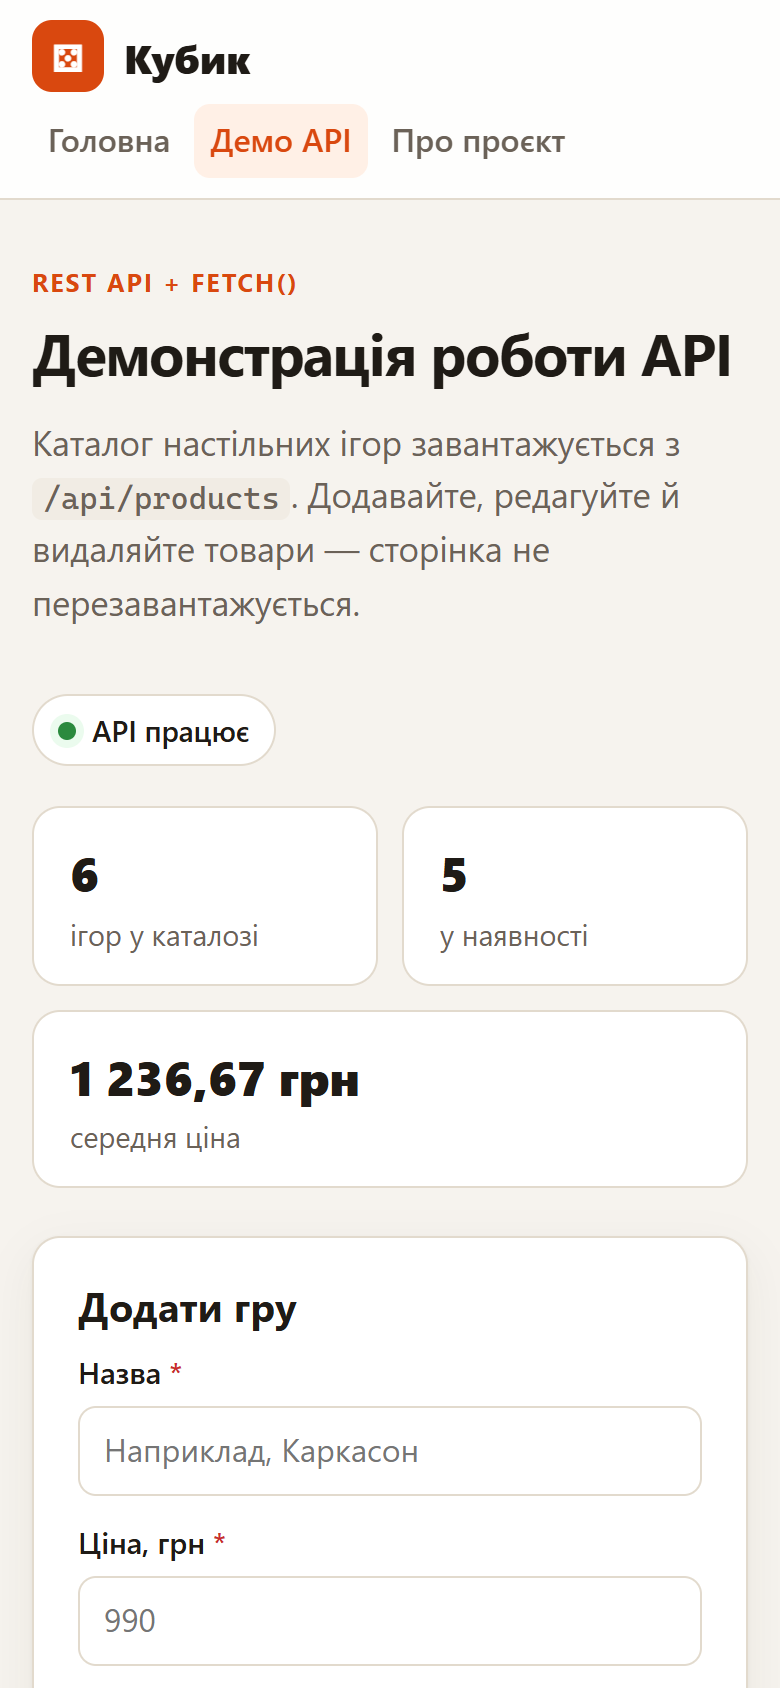 Кубик
Головна Демо API Про проєкт
REST API + FETCH()
Демонстрація роботи API
Каталог настільних ігор завантажується з
/api/products. Додавайте, редагуйте й
видаляйте товари — сторінка не
перезавантажується.
API працює
6
ігор у каталозі
5
у наявності
1 236,67 грн
середня ціна
Додати гру
Назва *
Наприклад, Каркасон
Ціна, грн *
990